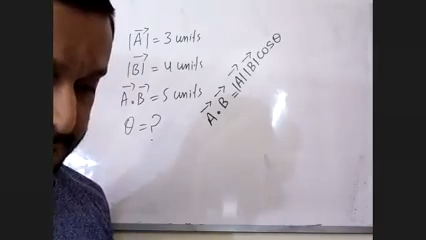 |A⃗| = 3 units
|B⃗| = 4 units
A⃗ • B⃗ = 5 units
θ = ?
A⃗ • B⃗ = |A⃗| |B⃗| cosθ